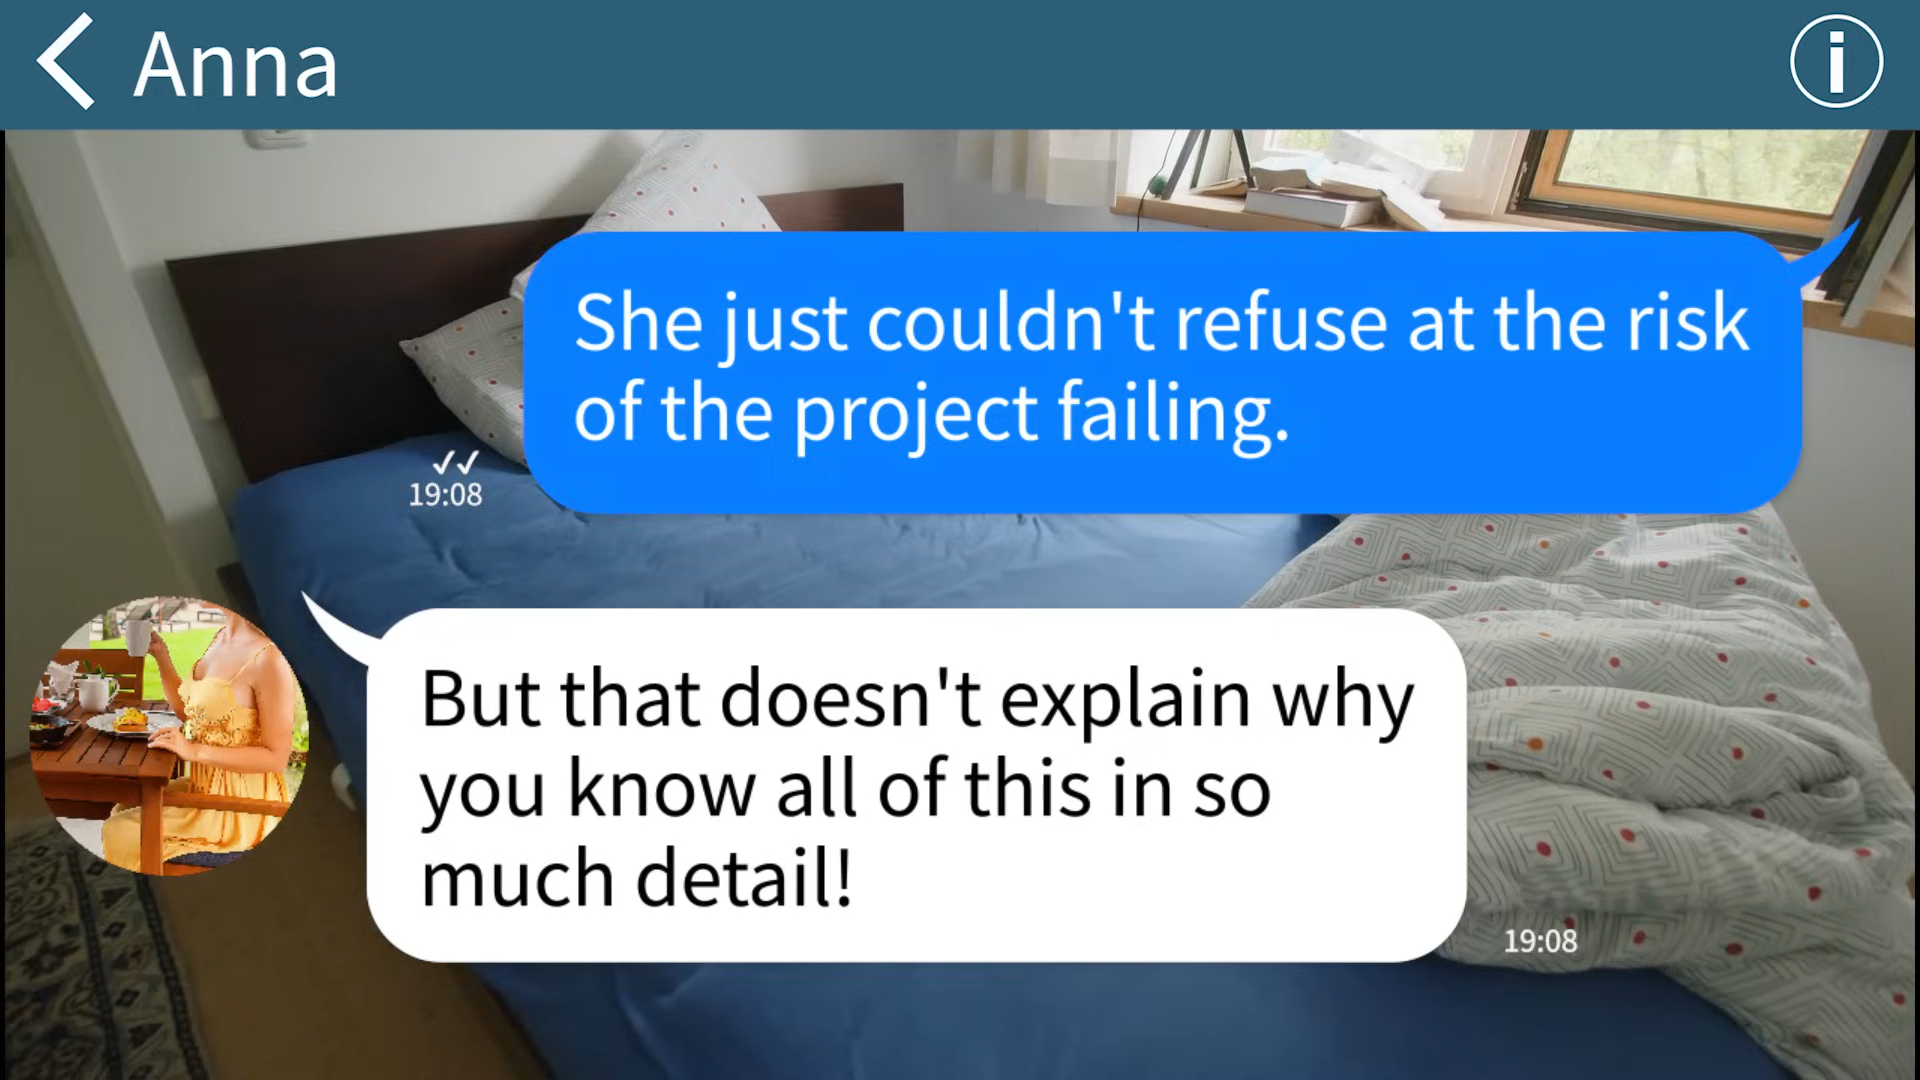 Anna
She just couldn't refuse at the risk
of the project failing.
✓✓
19:08
But that doesn't explain why
you know all of this in so
much detail!
19:08